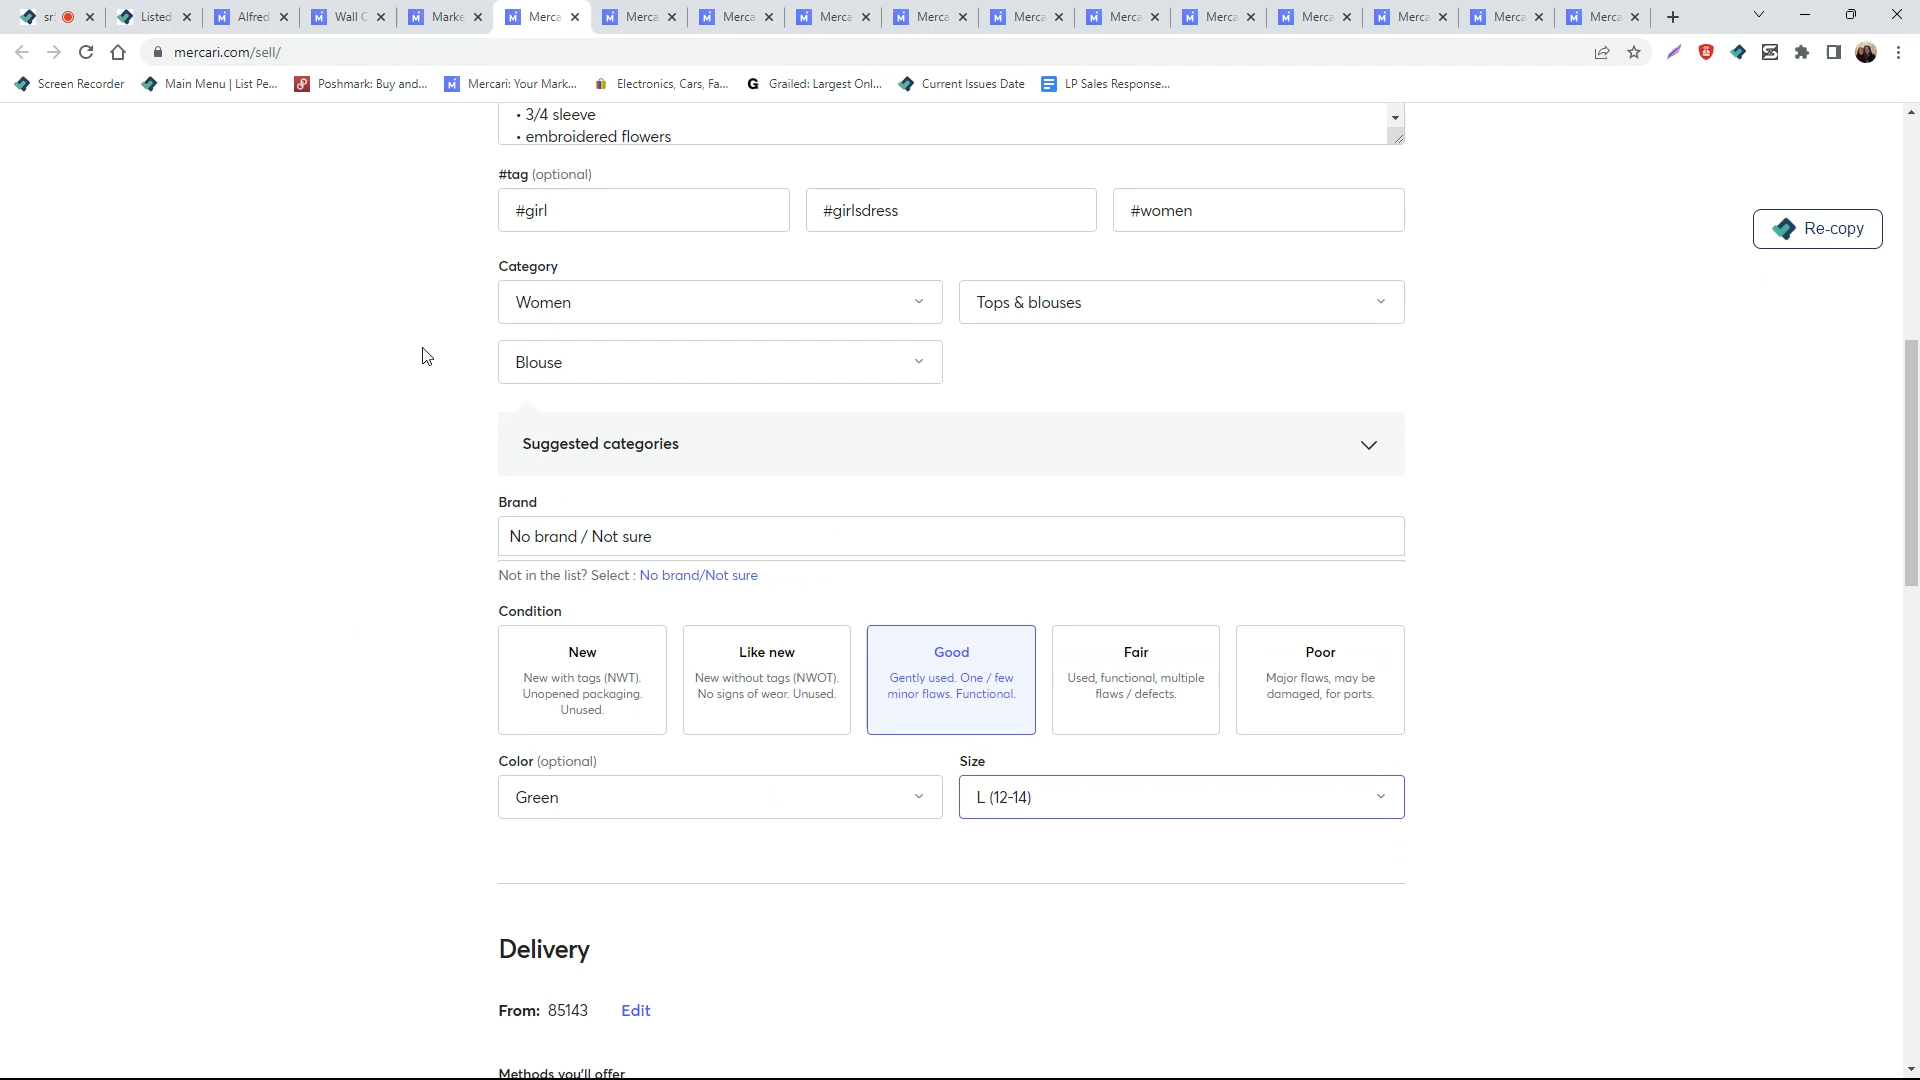 sr
Listed
Alfred
Wall C
Marke
Merca
Merca
Merca
Merca
Merca
Merca
Merca
Merca
Merca
Merca
Merca
Merca
mercari.com/sell/
Screen Recorder
Main Menu | List Pe...
Poshmark: Buy and...
Mercari: Your Mark...
Electronics, Cars, Fa...
Grailed: Largest Onl...
Current Issues Date
LP Sales Response...
• 3/4 sleeve
• embroidered flowers
#tag (optional)
#girl
#girlsdress
#women
Re-copy
Category
Women
Tops & blouses
Blouse
Suggested categories
Brand
No brand / Not sure
Not in the list? Select : No brand/Not sure
Condition
New
New with tags (NWT).
Unopened packaging.
Unused.
Like new
New without tags (NWOT).
No signs of wear. Unused.
Good
Gently used. One / few
minor flaws. Functional.
Fair
Used, functional, multiple
flaws / defects.
Poor
Major flaws, may be
damaged, for parts.
Color (optional)
Size
Green
L (12-14)
Delivery
From: 85143 Edit
Methods you'll offer